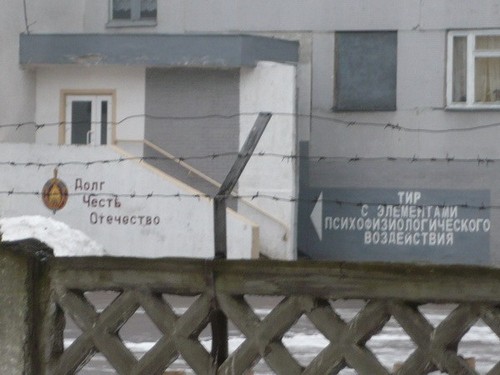 Долг
Честь
Отечество
ТИР
С ЭЛЕМЕНТАМИ
ПСИХОФИЗИОЛОГИЧЕСКОГО
ВОЗДЕЙСТВИЯ